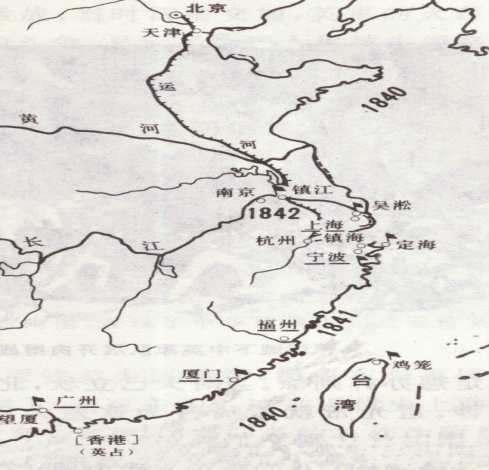 北京
天津
运
1840
黄
河
河
南京
镇江
1842
吴淞
上海
杭州
镇海
定海
宁波
长
江
1841
福州
鸡笼
厦门
台
湾
广州
1840
望厦
[香港]
(英占)